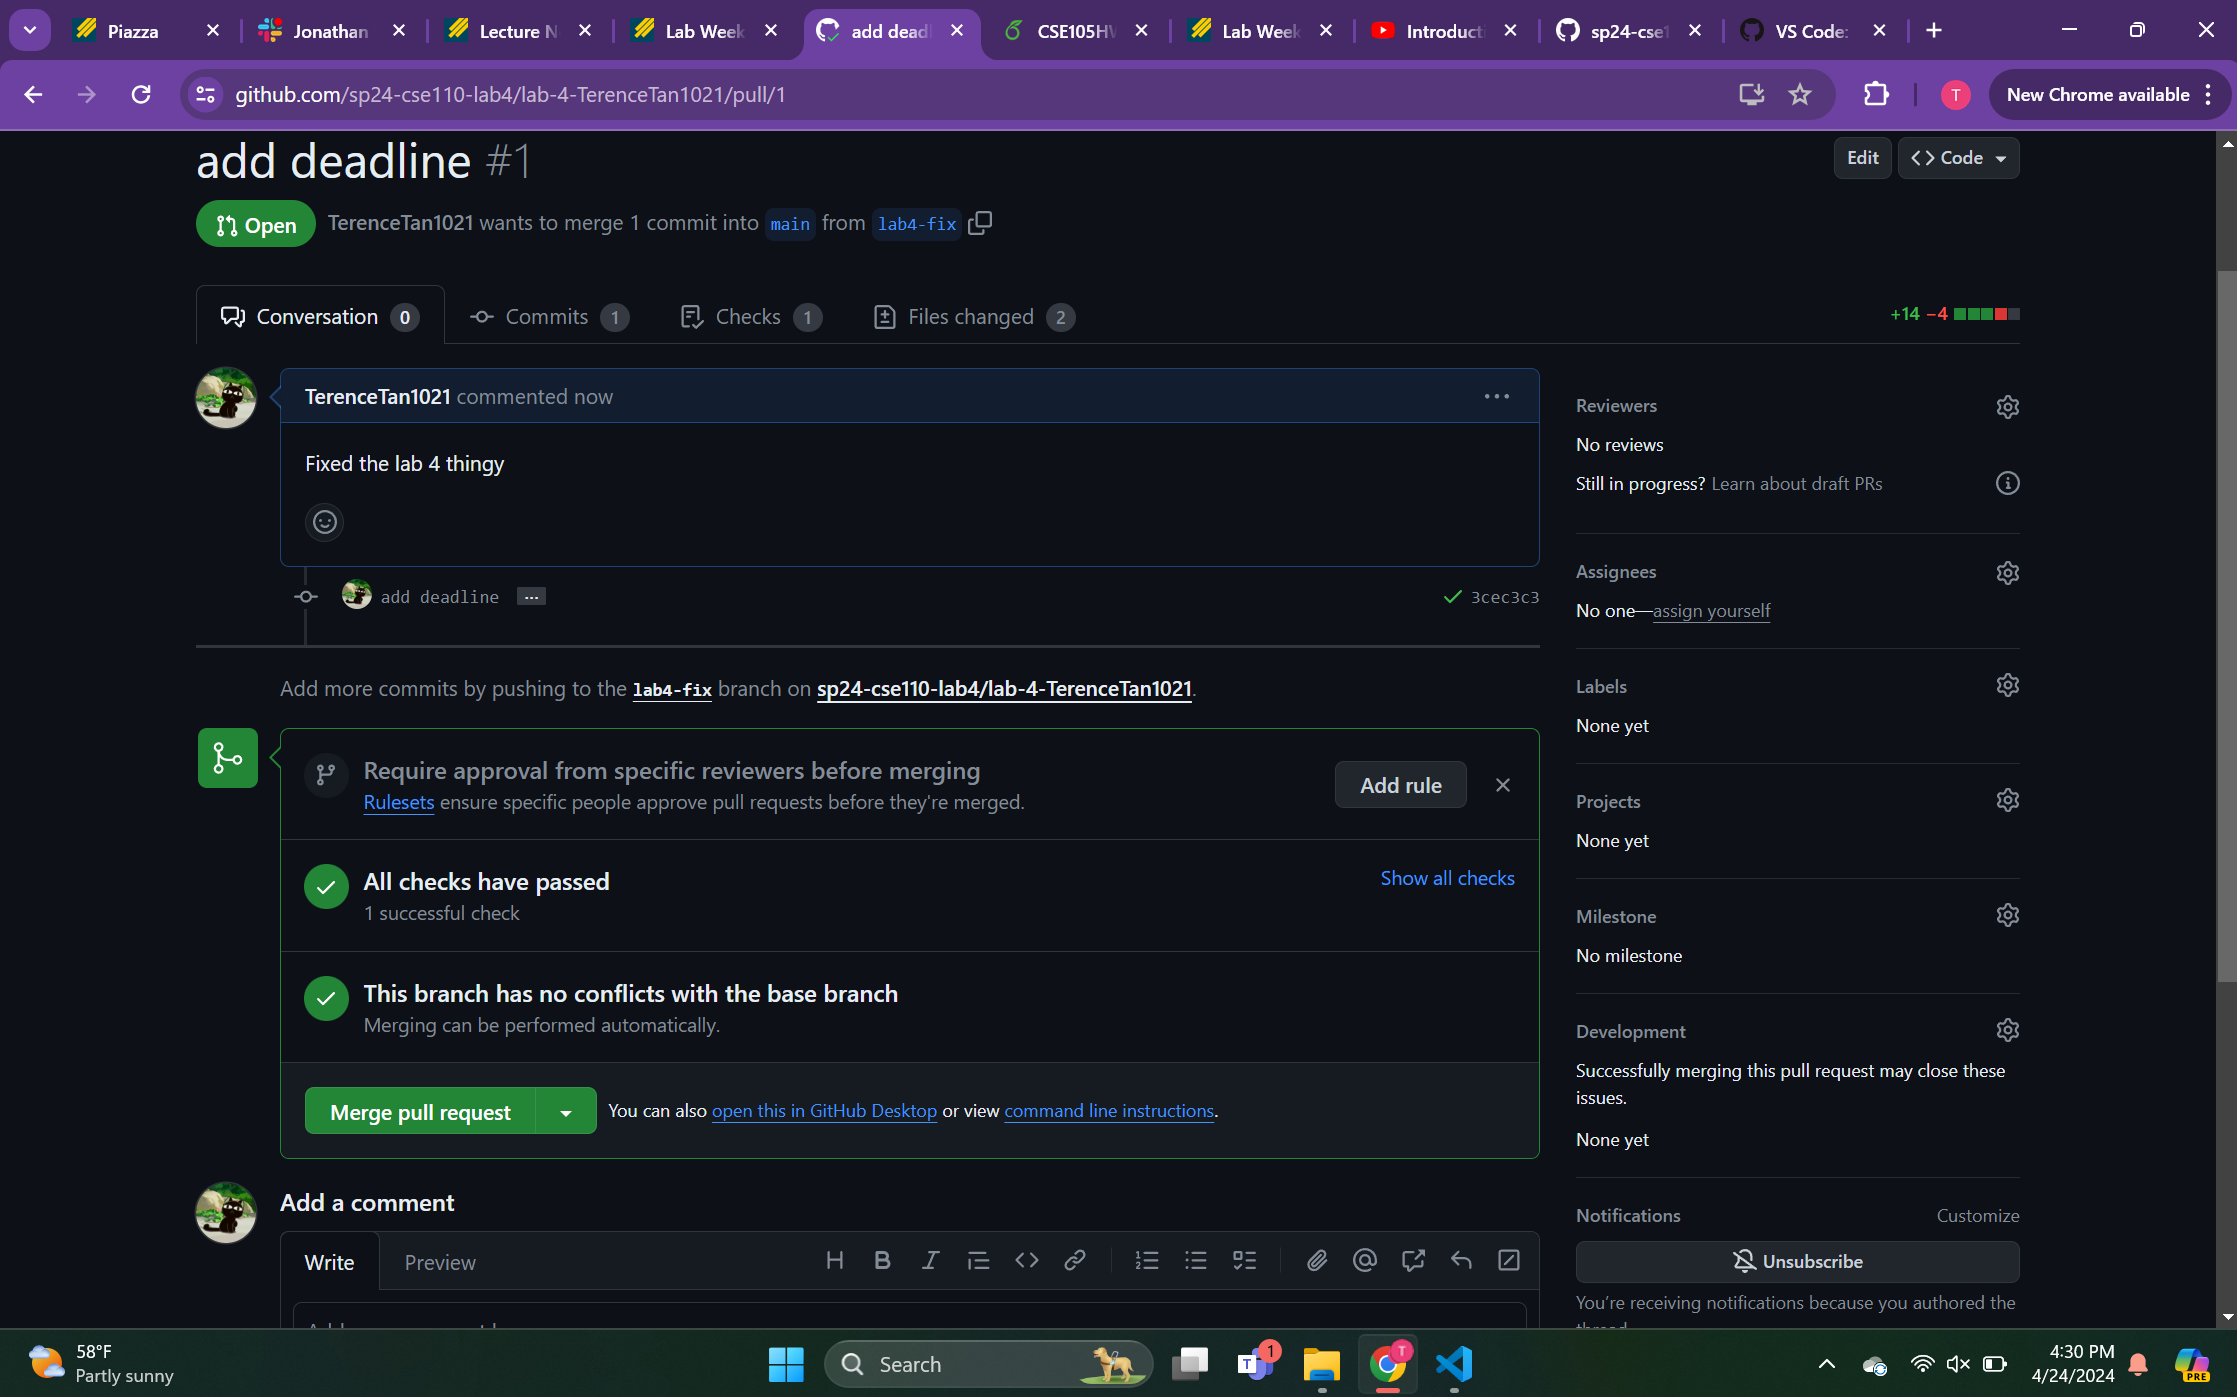 Piazza
Jonathan
Lecture N
Lab Week
add deadl
CSE105HW
Lab Week
Introducti
sp24-cse1
VS Code:
github.com/sp24-cse110-lab4/lab-4-TerenceTan1021/pull/1
T
New Chrome available
add deadline #1
Edit
Code
Open
TerenceTan1021 wants to merge 1 commit into main from lab4-fix
Conversation 0
Commits 1
Checks 1
Files changed 2
+14 −4
TerenceTan1021 commented now
Fixed the lab 4 thingy
add deadline
3cec3c3
Add more commits by pushing to the lab4-fix branch on sp24-cse110-lab4/lab-4-TerenceTan1021.
Require approval from specific reviewers before merging
Rulesets ensure specific people approve pull requests before they're merged.
Add rule
All checks have passed
1 successful check
Show all checks
This branch has no conflicts with the base branch
Merging can be performed automatically.
Merge pull request
You can also open this in GitHub Desktop or view command line instructions.
Add a comment
Write
Preview
Reviewers
No reviews
Still in progress? Learn about draft PRs
Assignees
No one—assign yourself
Labels
None yet
Projects
None yet
Milestone
No milestone
Development
Successfully merging this pull request may close these
issues.
None yet
Notifications
Customize
Unsubscribe
You're receiving notifications because you authored the
58°F
Partly sunny
Search
1
T
4:30 PM
4/24/2024
PRE